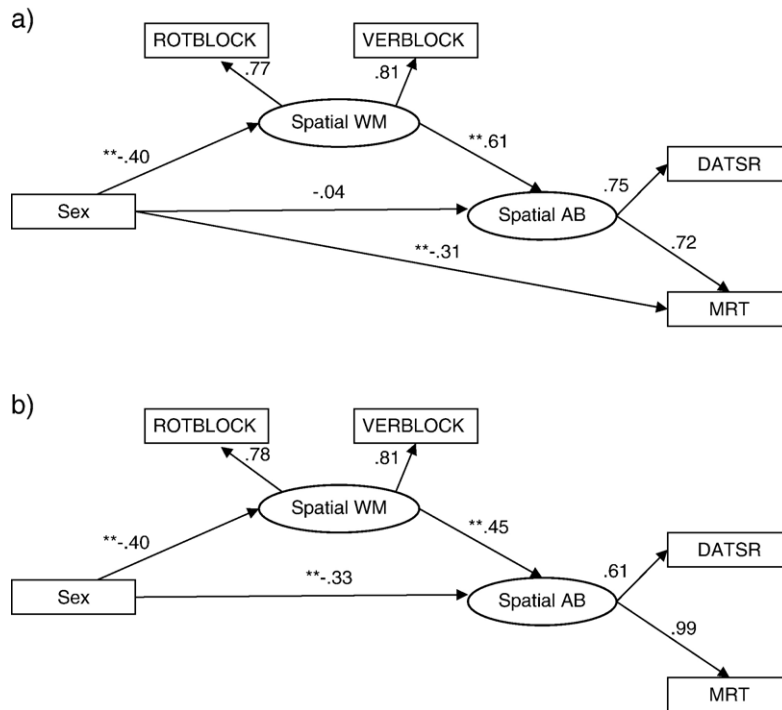 a)
ROTBLOCK VERBLOCK
.77 .81
Spatial WM
**-.40 **.61
-.04 .75 DATSR
Sex Spatial AB
.72
**-.31
MRT
b)
ROTBLOCK VERBLOCK
.78 .81
Spatial WM
**-.40 **.45
**-.33 .61 DATSR
Sex Spatial AB
.99
MRT